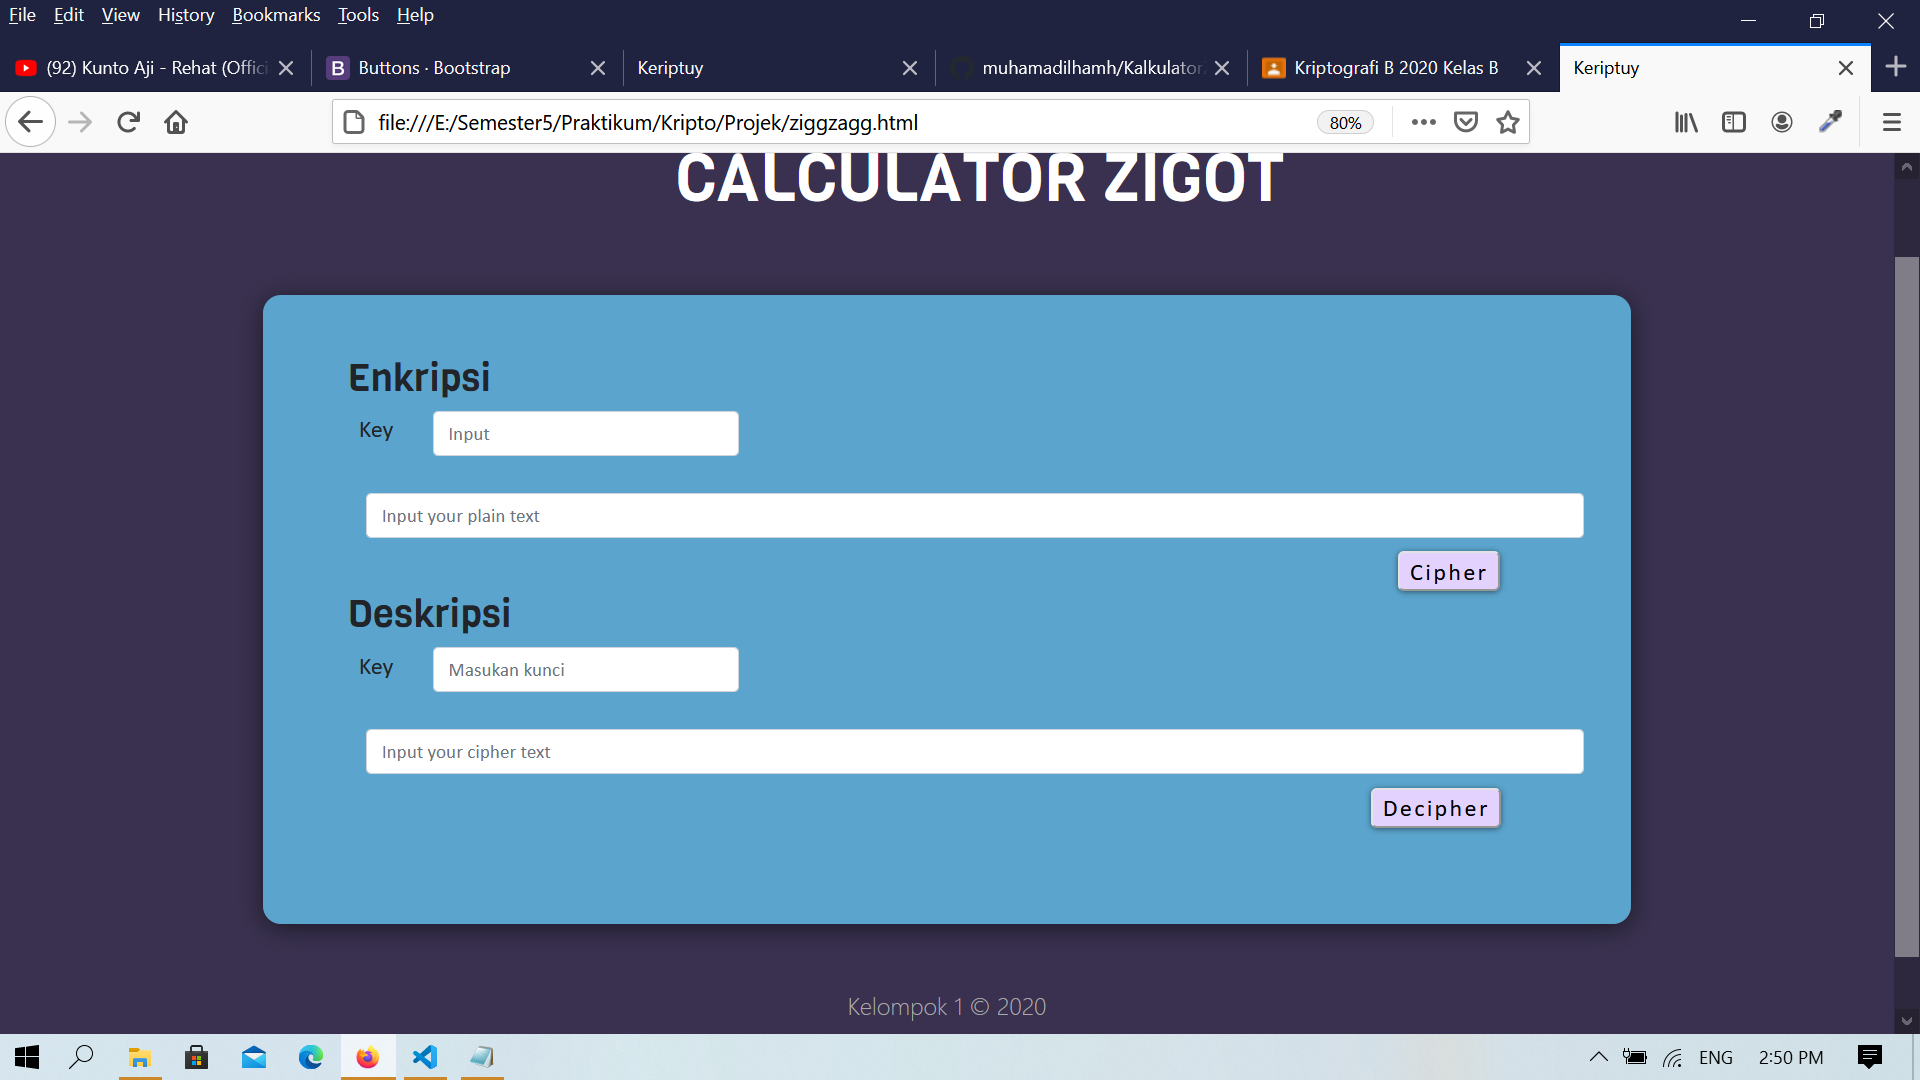 File Edit View History Bookmarks Tools Help
(92) Kunto Aji - Rehat (Offici
B Buttons · Bootstrap
Keriptuy
muhamadilhamh/Kalkulator
Kriptografi B 2020 Kelas B
Keriptuy
file:///E:/Semester5/Praktikum/Kripto/Projek/ziggzagg.html
80%
CALCULATOR ZIGOT
Enkripsi
Key Input
Input your plain text
Cipher
Deskripsi
Key Masukan kunci
Input your cipher text
Decipher
Kelompok 1 © 2020
ENG 2:50 PM